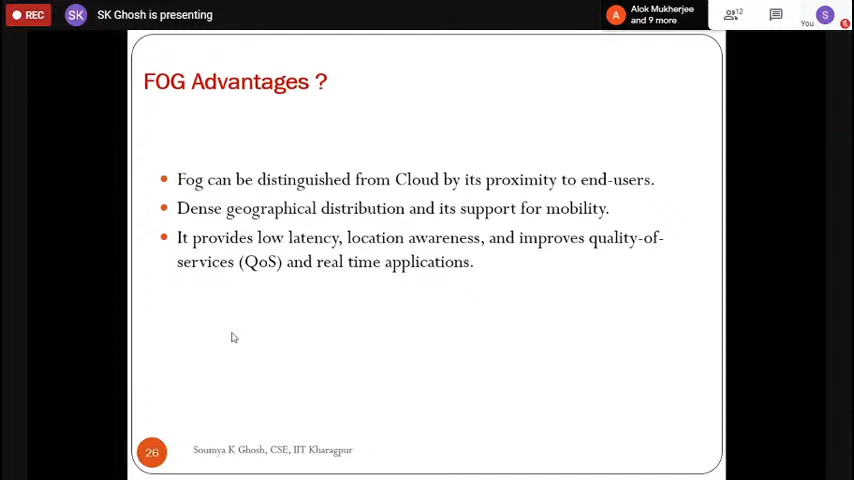 REC
SK
SK Ghosh is presenting
A
Alok Mukherjee
and 9 more
12
You
S
FOG Advantages ?
Fog can be distinguished from Cloud by its proximity to end-users.
Dense geographical distribution and its support for mobility.
It provides low latency, location awareness, and improves quality-of-
services (QoS) and real time applications.
26
Soumya K Ghosh, CSE, IIT Kharagpur